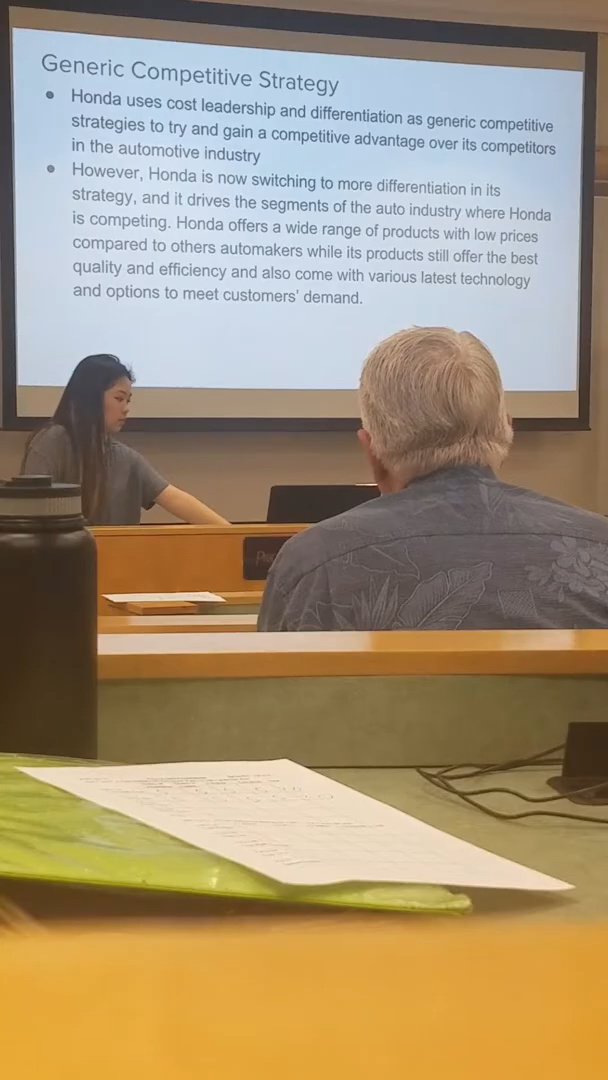 Generic Competitive Strategy
● Honda uses cost leadership and differentiation as generic competitive
strategies to try and gain a competitive advantage over its competitors
in the automotive industry
● However, Honda is now switching to more differentiation in its
strategy, and it drives the segments of the auto industry where Honda
is competing. Honda offers a wide range of products with low prices
compared to others automakers while its products still offer the best
quality and efficiency and also come with various latest technology
and options to meet customers' demand.